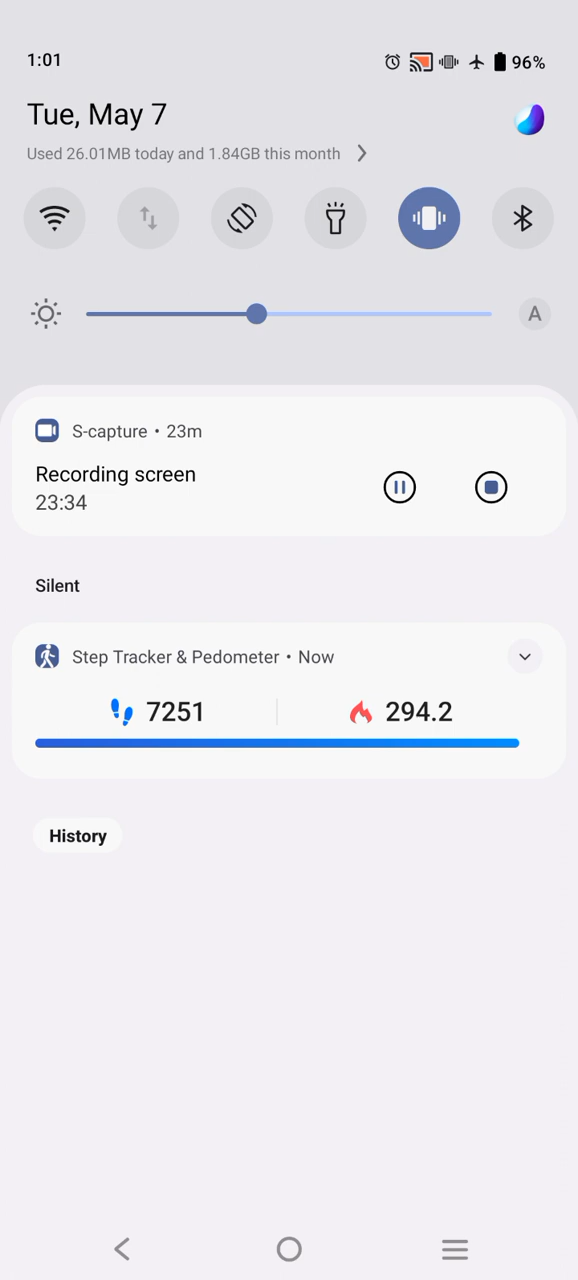 1:01
96%
Tue, May 7
Used 26.01MB today and 1.84GB this month
A
S-capture • 23m
Recording screen
23:34
Silent
Step Tracker & Pedometer • Now
7251
294.2
History